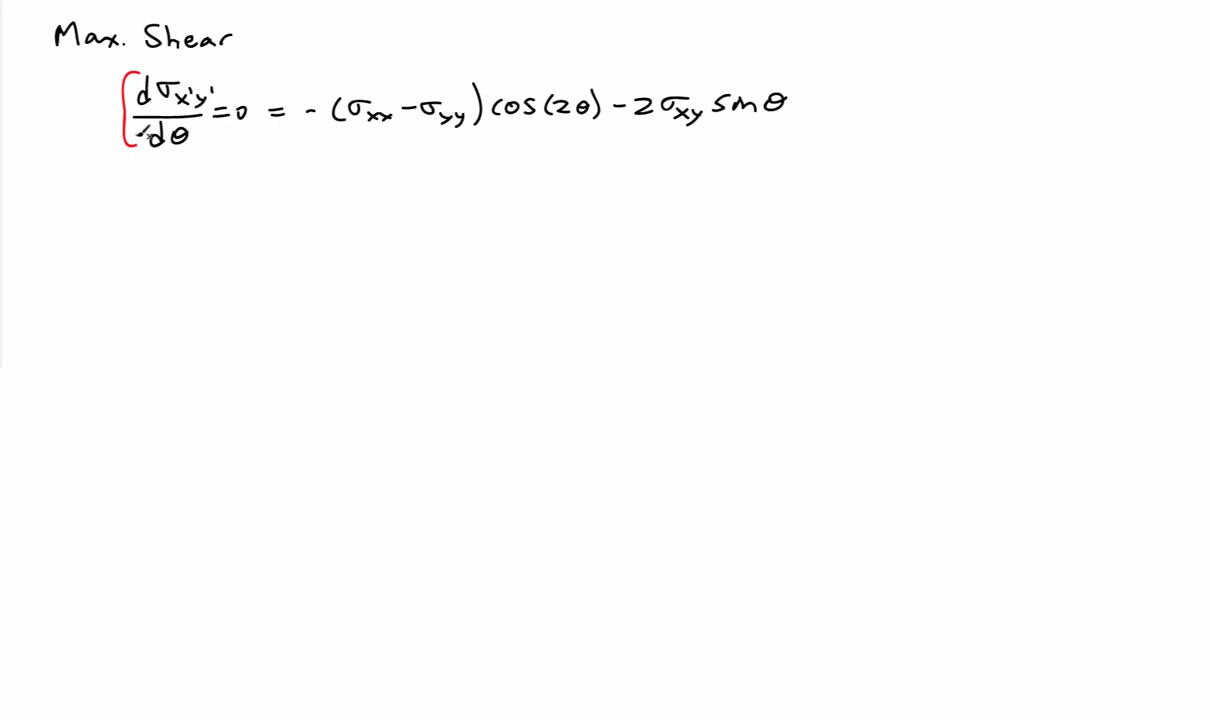 Max. Shear
dσx'y'/dθ = 0 = - (σxx - σyy) cos(2θ) - 2σxy sin θ